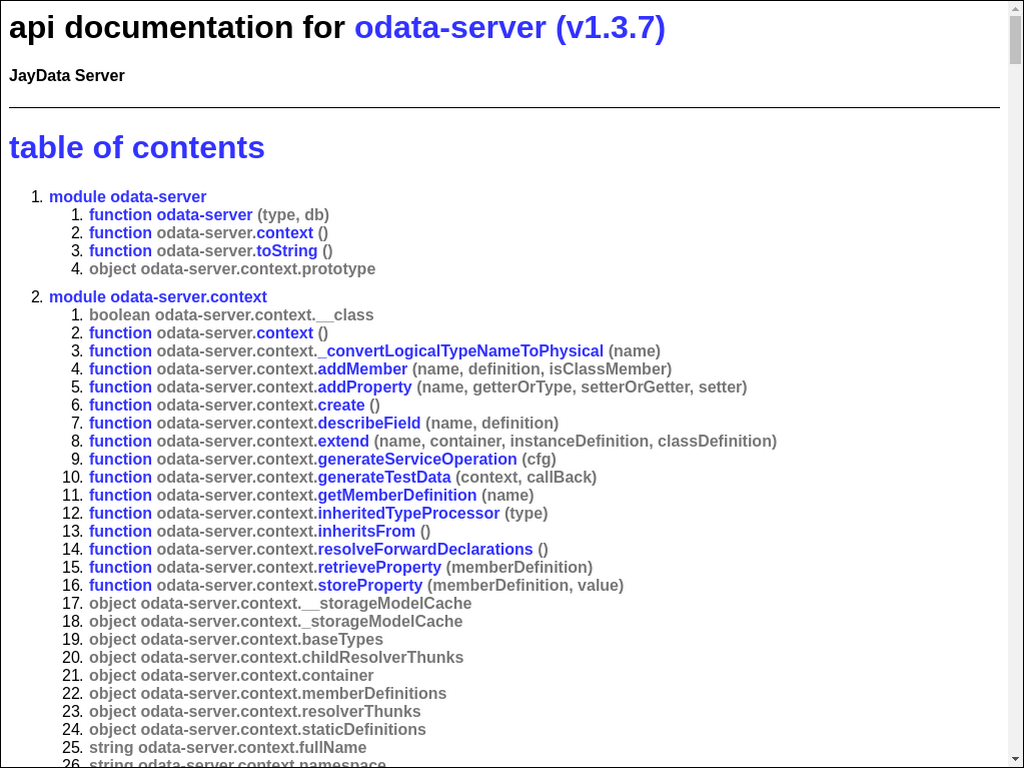 api documentation for odata-server (v1.3.7)
JayData Server
table of contents
1. module odata-server
1. function odata-server (type, db)
2. function odata-server.context ()
3. function odata-server.toString ()
4. object odata-server.context.prototype
2. module odata-server.context
1. boolean odata-server.context.__class
2. function odata-server.context ()
3. function odata-server.context._convertLogicalTypeNameToPhysical (name)
4. function odata-server.context.addMember (name, definition, isClassMember)
5. function odata-server.context.addProperty (name, getterOrType, setterOrGetter, setter)
6. function odata-server.context.create ()
7. function odata-server.context.describeField (name, definition)
8. function odata-server.context.extend (name, container, instanceDefinition, classDefinition)
9. function odata-server.context.generateServiceOperation (cfg)
10. function odata-server.context.generateTestData (context, callBack)
11. function odata-server.context.getMemberDefinition (name)
12. function odata-server.context.inheritedTypeProcessor (type)
13. function odata-server.context.inheritsFrom ()
14. function odata-server.context.resolveForwardDeclarations ()
15. function odata-server.context.retrieveProperty (memberDefinition)
16. function odata-server.context.storeProperty (memberDefinition, value)
17. object odata-server.context.__storageModelCache
18. object odata-server.context._storageModelCache
19. object odata-server.context.baseTypes
20. object odata-server.context.childResolverThunks
21. object odata-server.context.container
22. object odata-server.context.memberDefinitions
23. object odata-server.context.resolverThunks
24. object odata-server.context.staticDefinitions
25. string odata-server.context.fullName
26. string odata-server.context.namespace